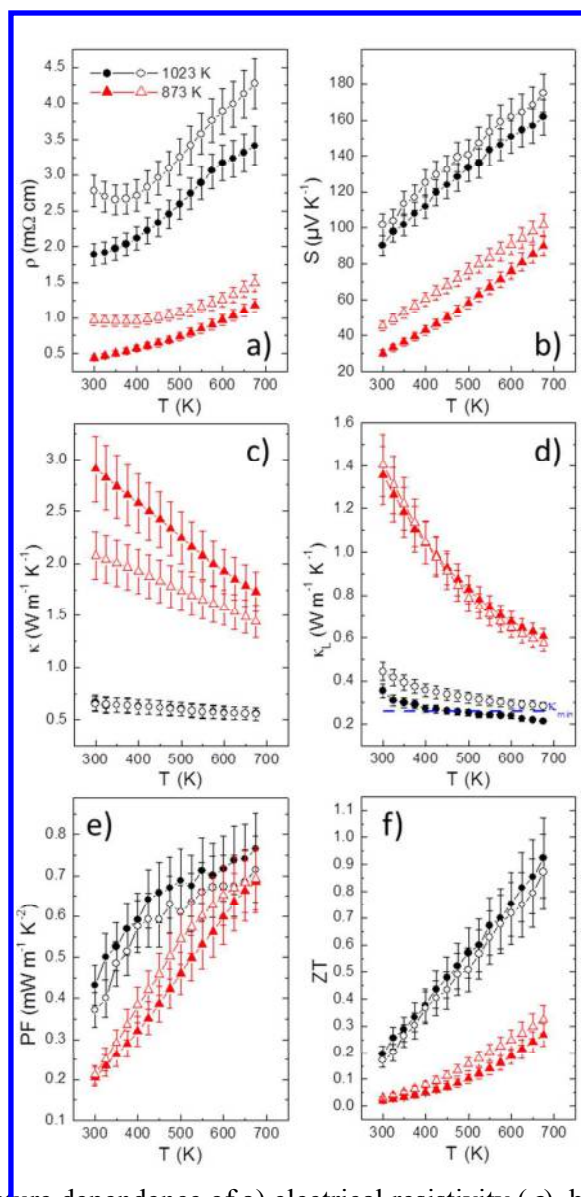 4.5
4.0
3.5
3.0
2.5
2.0
1.5
1.0
0.5
ρ (mΩ cm)
1023 K
873 K
a)
300 400 500 600 700
T (K)
180
160
140
120
100
80
60
40
20
S (µV K⁻¹)
b)
300 400 500 600 700
T (K)
3.0
2.5
2.0
1.5
1.0
0.5
κ (W m⁻¹ K⁻¹)
c)
300 400 500 600 700
T (K)
1.6
1.4
1.2
1.0
0.8
0.6
0.4
0.2
κL (W m⁻¹ K⁻¹)
d)
κmin
300 400 500 600 700
T (K)
0.9
0.8
0.7
0.6
0.5
0.4
0.3
0.2
0.1
PF (mW m⁻¹ K⁻²)
e)
300 400 500 600 700
T (K)
1.1
1.0
0.9
0.8
0.7
0.6
0.5
0.4
0.3
0.2
0.1
0.0
ZT
f)
300 400 500 600 700
T (K)
dependence of a) electrical resistivity